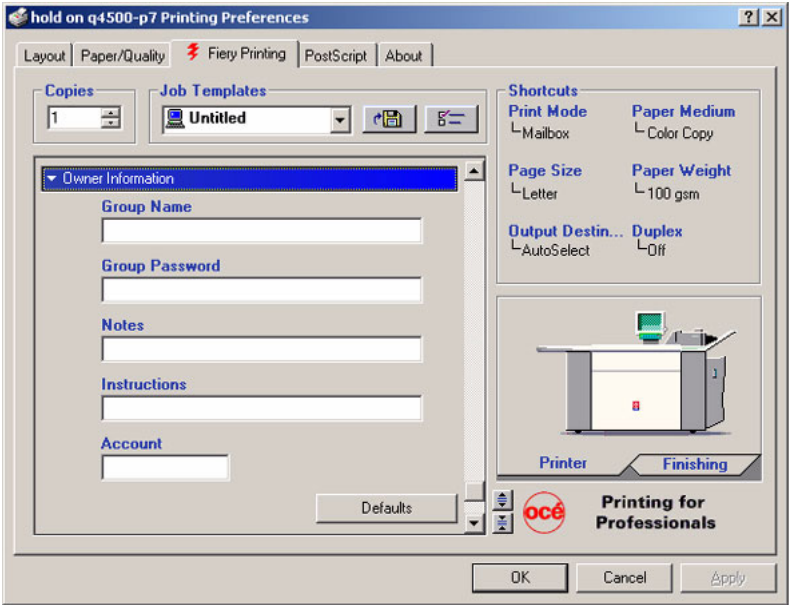 hold on q4500-p7 Printing Preferences
Layout Paper/Quality Fiery Printing PostScript About
Copies
1
Job Templates
Untitled
Owner Information
Group Name
Group Password
Notes
Instructions
Account
Defaults
Shortcuts
Print Mode
Mailbox
Paper Medium
Color Copy
Page Size
Letter
Paper Weight
100 gsm
Output Destin...
AutoSelect
Duplex
Off
Printer Finishing
océ
Printing for
Professionals
OK Cancel Apply